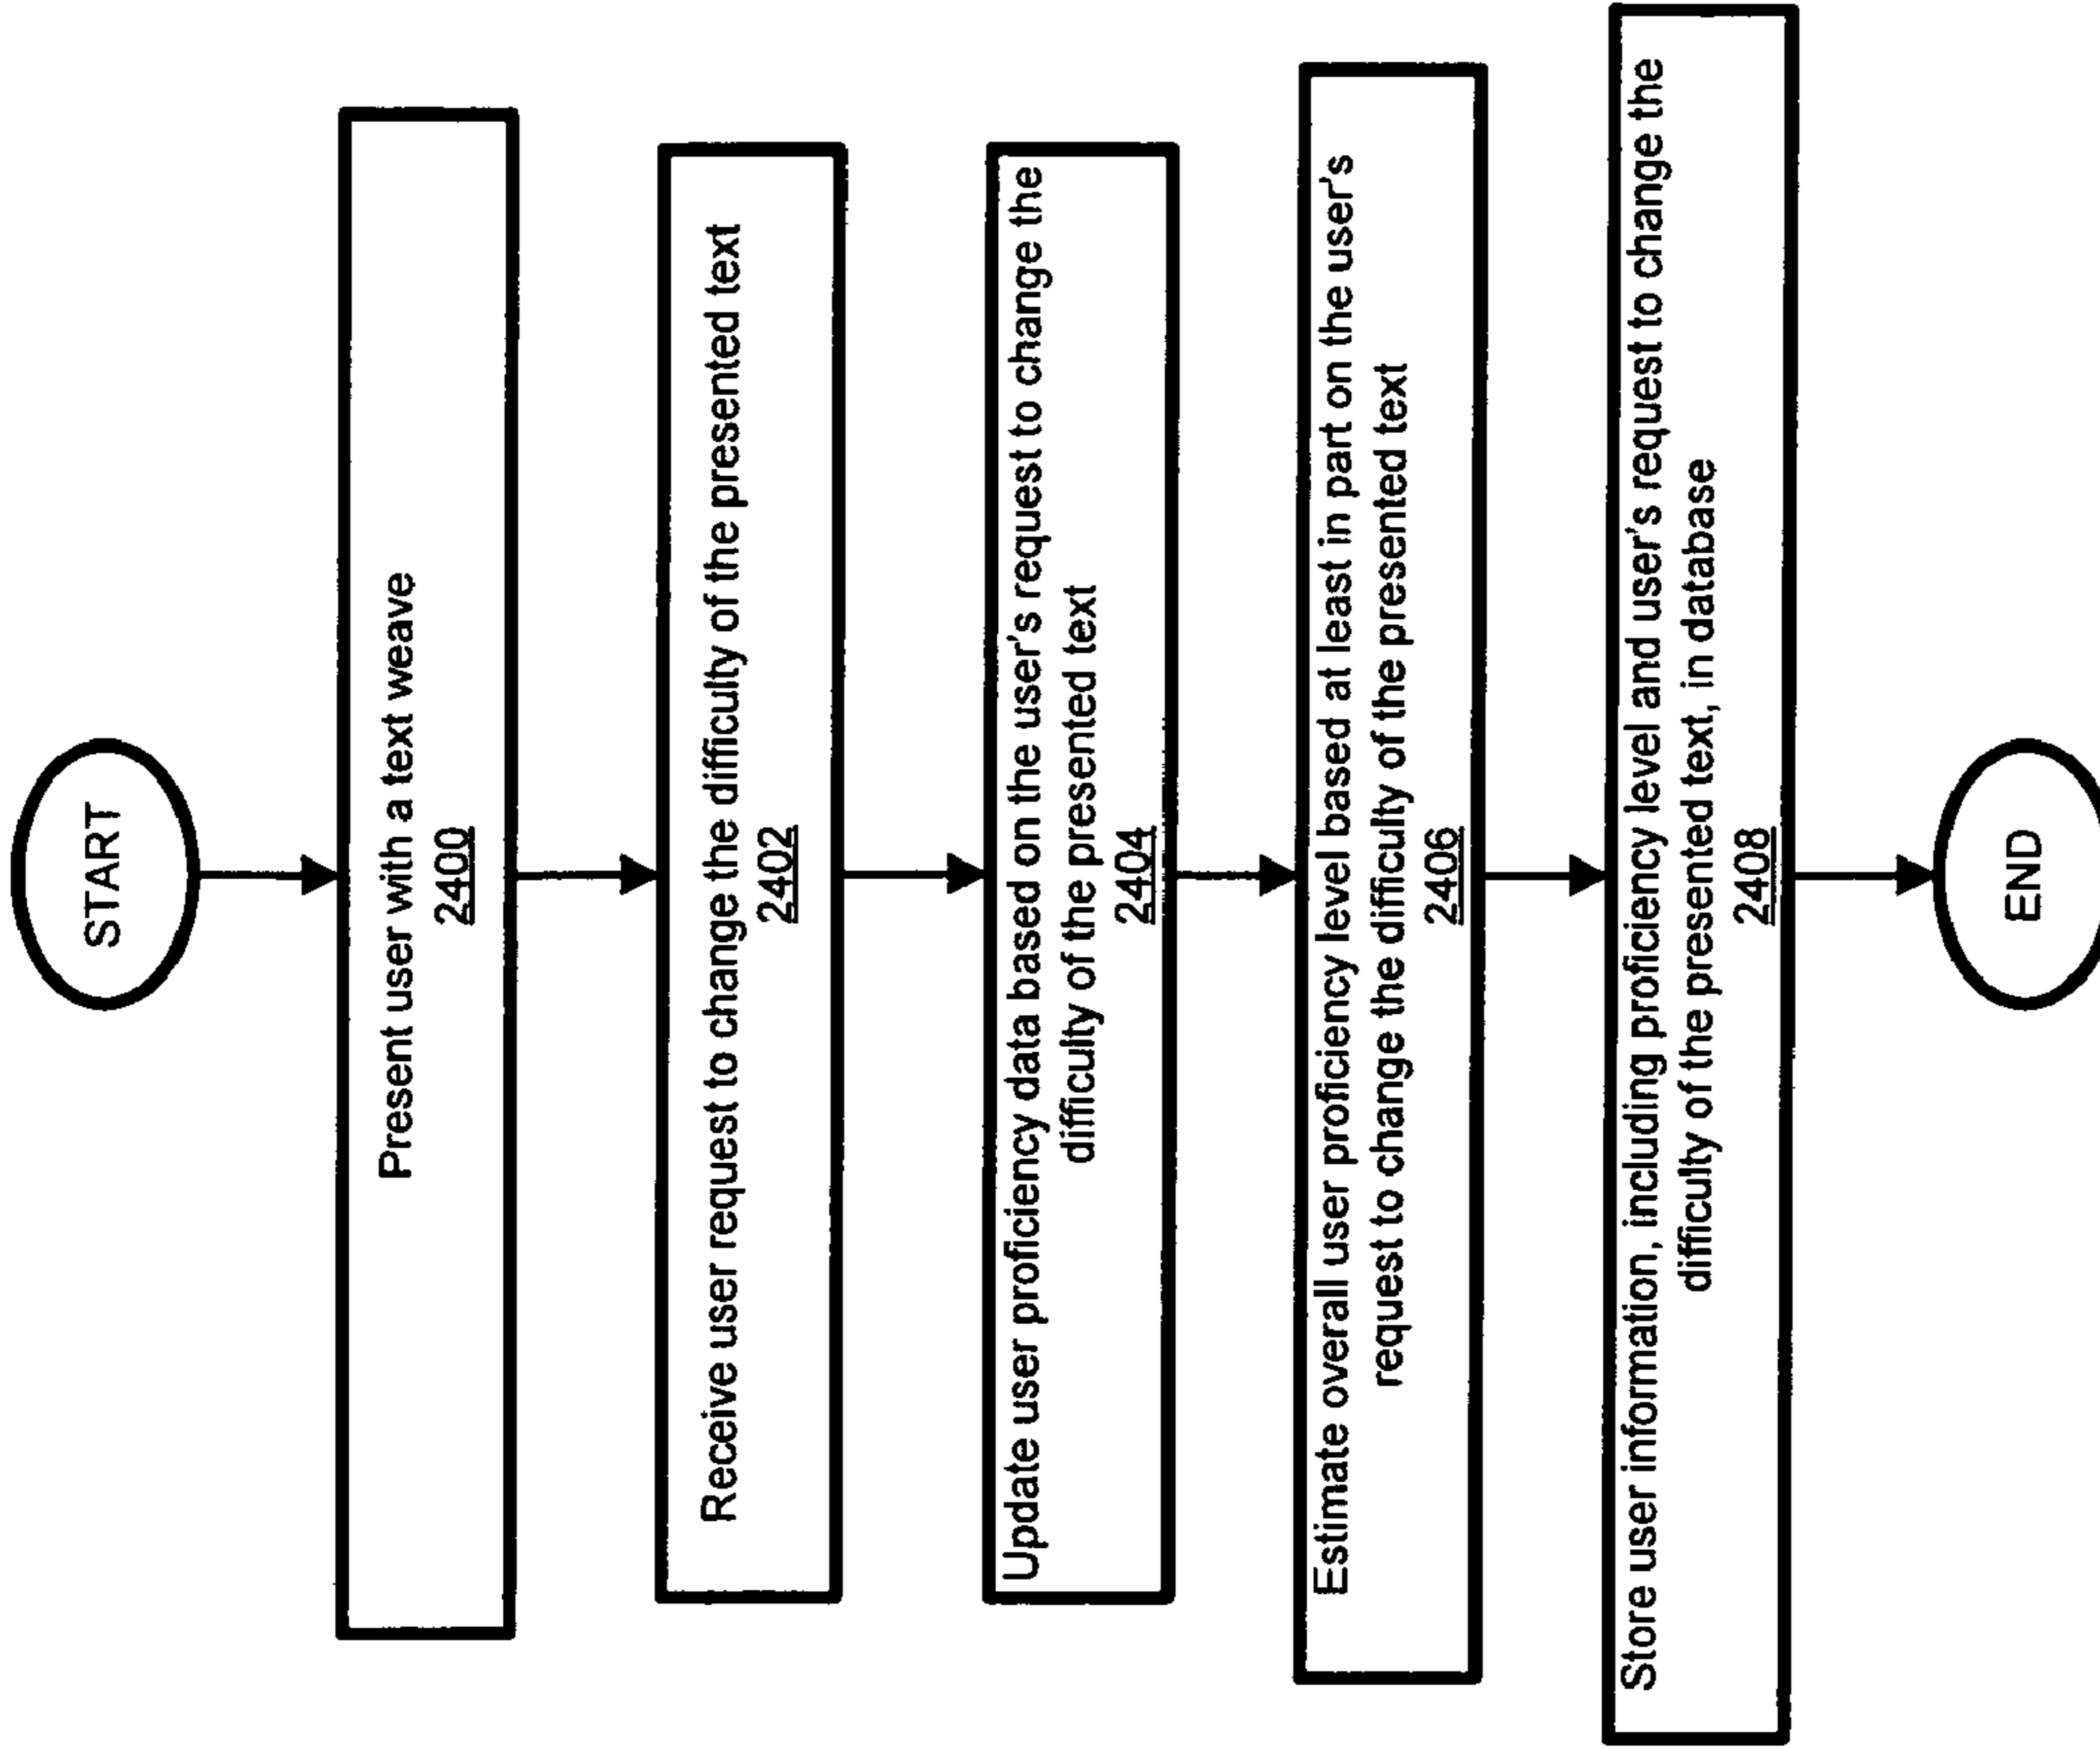 START
Present user with a text weave
2400
Receive user request to change the difficulty of the presented text
2402
Update user proficiency data based on the user's request to change the
difficulty of the presented text
2404
Estimate overall user proficiency level based at least in part on the user's
request to change the difficulty of the presented text
2406
Store user information, including proficiency level and user's request to change the
difficulty of the presented text, in database
2408
END